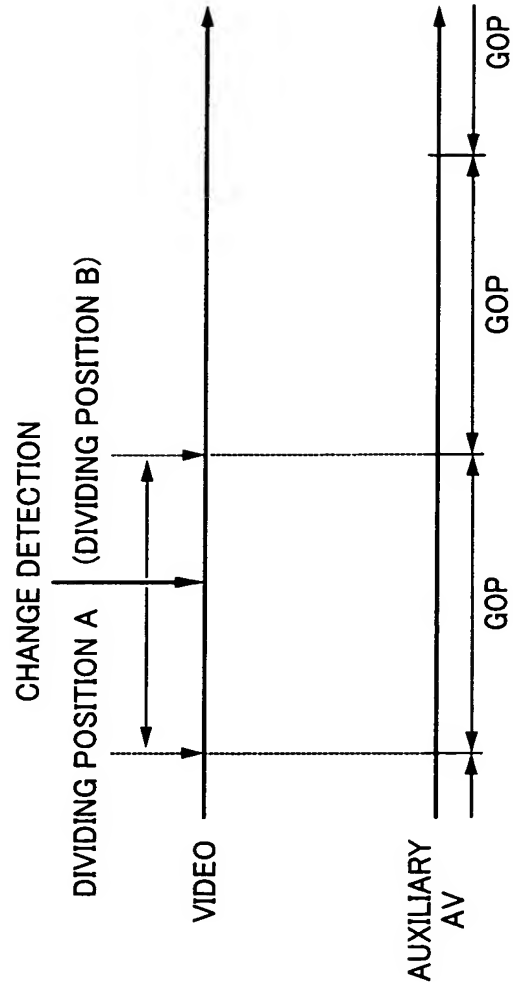 CHANGE DETECTION
DIVIDING POSITION A (DIVIDING POSITION B)
VIDEO
AUXILIARY
AV
GOP GOP GOP